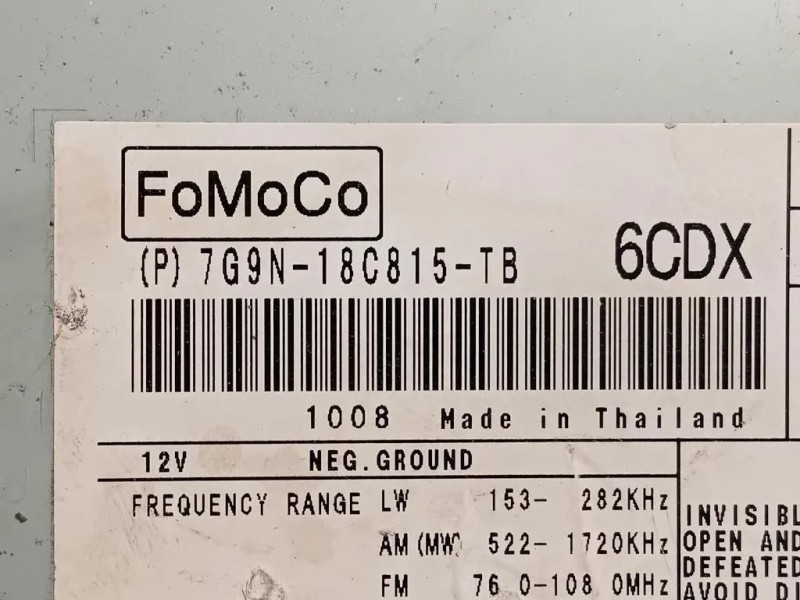 FoMoCo
(P) 7G9N-18C815-TB 6CDX
1008 Made in Thailand
12V NEG.GROUND
FREQUENCY RANGE LW 153- 282KHz
AM (MW) 522- 1720KHz
FM 76.0-108.0MHz
INVISIBL
OPEN AND
DEFEATED
AVOID DI